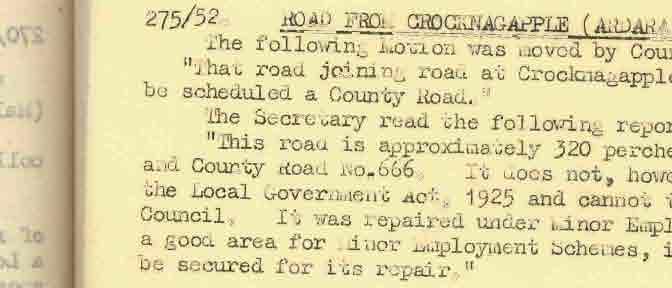 275/52. ROAD FROM CROCKNAGAPPLE (ARDARA
The following Motion was moved by Cou
"That road joining road at Crocknagapple
be scheduled a County Road."
The Secretary read the following repor
"This road is approximately 320 perche
and County Road No.666. It does not, howe
the Local Government Act, 1925 and cannot
Council. It was repaired under Minor Empl
a good area for Minor Employment Schemes, i
be secured for its repair."